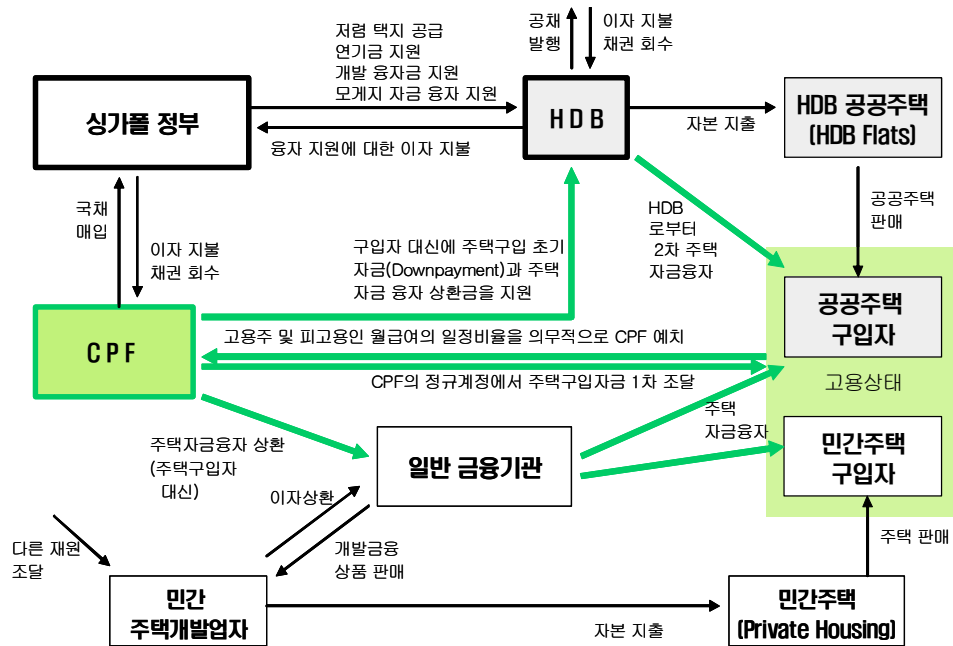 저렴 택지 공급
연기금 지원
개발 융자금 지원
모게지 자금 융자 지원
공채
발행
이자 지불
채권 회수
싱가폴 정부
HDB
자본 지출
HDB 공공주택
(HDB Flats)
융자 지원에 대한 이자 지불
국채
매입
이자 지불
채권 회수
구입자 대신에 주택구입 초기
자금(Downpayment)과 주택
자금 융자 상환금을 지원
HDB
로부터
2차 주택
자금융자
공공주택
판매
CPF
고용주 및 피고용인 월급여의 일정비율을 의무적으로 CPF 예치
CPF의 정규계정에서 주택구입자금 1차 조달
공공주택
구입자
고용상태
주택자금융자 상환
(주택구입자
대신)
일반 금융기관
주택
자금융자
민간주택
구입자
이자상환
다른 재원
조달
개발금융
상품 판매
주택 판매
민간
주택개발업자
자본 지출
민간주택
(Private Housing)